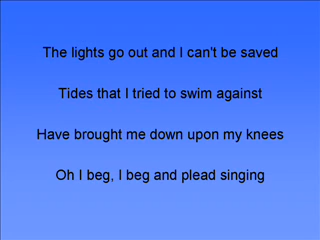 The lights go out and I can't be saved
Tides that I tried to swim against
Have brought me down upon my knees
Oh I beg, I beg and plead singing